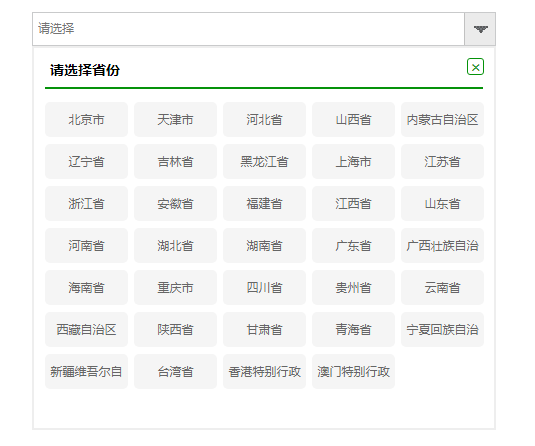 请选择
请选择省份
北京市 天津市 河北省 山西省 内蒙古自治区
辽宁省 吉林省 黑龙江省 上海市 江苏省
浙江省 安徽省 福建省 江西省 山东省
河南省 湖北省 湖南省 广东省 广西壮族自治
海南省 重庆市 四川省 贵州省 云南省
西藏自治区 陕西省 甘肃省 青海省 宁夏回族自治
新疆维吾尔自 台湾省 香港特别行政 澳门特别行政